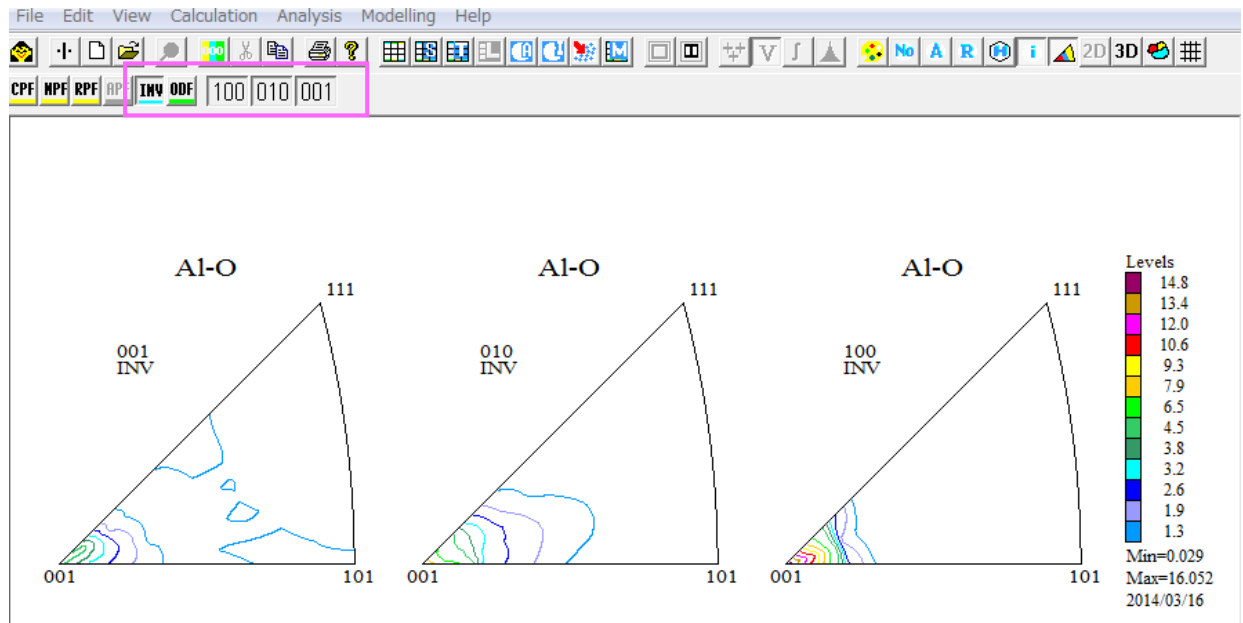 File Edit View Calculation Analysis Modelling Help
No A R i 2D 3D
CPF NPF RPF APF INV ODF 100 010 001
Al-O Al-O Al-O
111 111 111
001 INV
010 INV
100 INV
001 101
001 101
001 101
Levels
14.8
13.4
12.0
10.6
9.3
7.9
6.5
4.5
3.8
3.2
2.6
1.9
1.3
Min=0.029
Max=16.052
2014/03/16